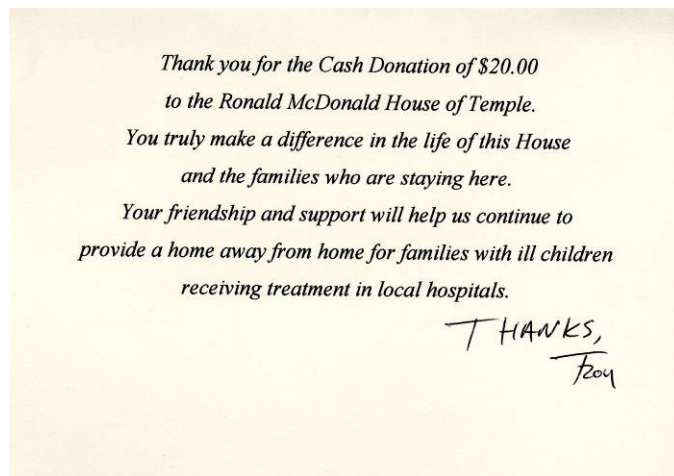 Thank you for the Cash Donation of $20.00
to the Ronald McDonald House of Temple.
You truly make a difference in the life of this House
and the families who are staying here.
Your friendship and support will help us continue to
provide a home away from home for families with ill children
receiving treatment in local hospitals.
THANKS,
Troy